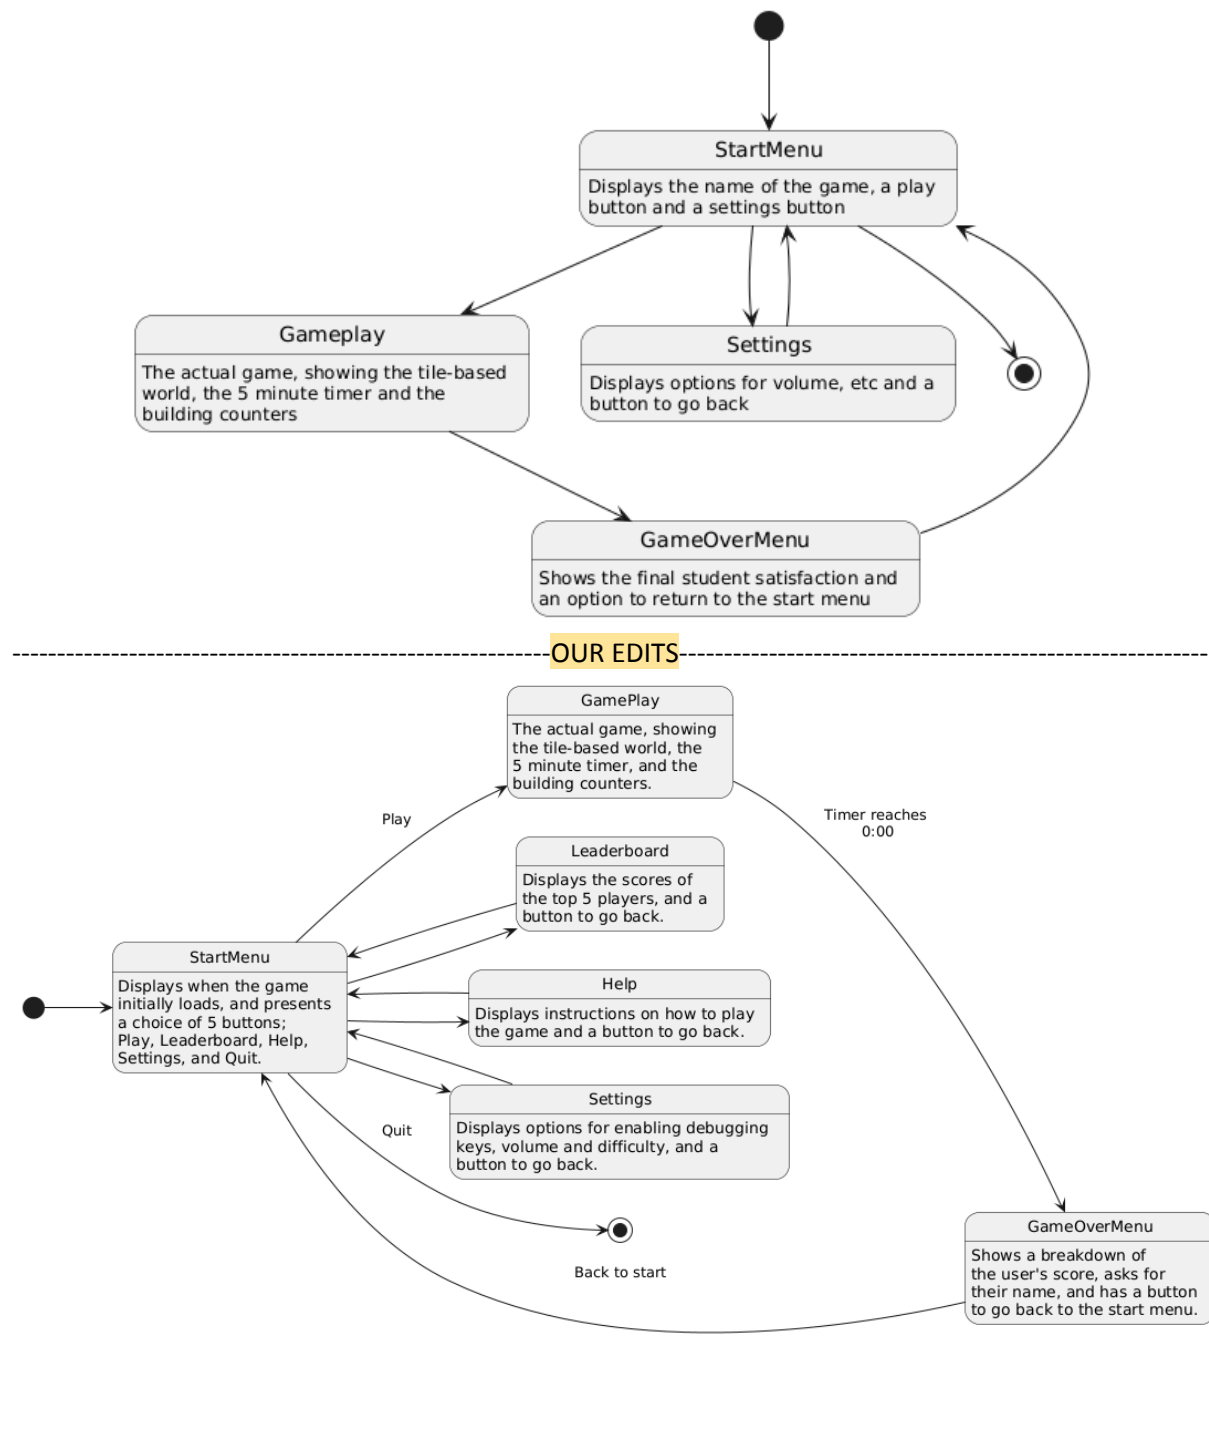 StartMenu
Displays the name of the game, a play
button and a settings button
Gameplay
The actual game, showing the tile-based
world, the 5 minute timer and the
building counters
Settings
Displays options for volume, etc and a
button to go back
GameOverMenu
Shows the final student satisfaction and
an option to return to the start menu
OUR EDITS
GamePlay
The actual game, showing
the tile-based world, the
5 minute timer, and the
building counters.
Play
Timer reaches
0:00
Leaderboard
Displays the scores of
the top 5 players, and a
button to go back.
StartMenu
Displays when the game
initially loads, and presents
a choice of 5 buttons;
Play, Leaderboard, Help,
Settings, and Quit.
Help
Displays instructions on how to play
the game and a button to go back.
Settings
Displays options for enabling debugging
keys, volume and difficulty, and a
button to go back.
Quit
GameOverMenu
Shows a breakdown of
the user's score, asks for
their name, and has a button
to go back to the start menu.
Back to start